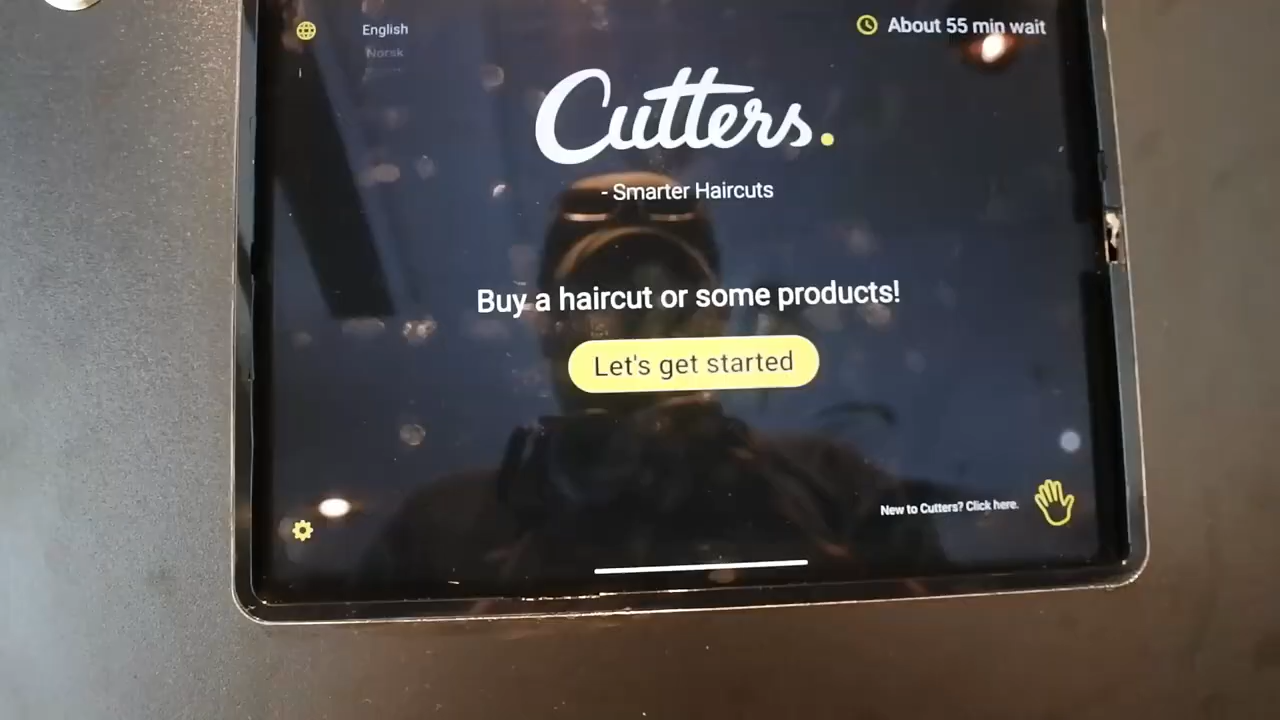 English
Norsk
About 55 min wait
Cutters.
- Smarter Haircuts
Buy a haircut or some products!
Let's get started
New to Cutters? Click here.